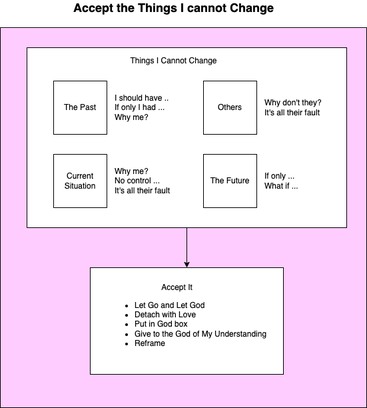 Accept the Things I cannot Change
Things I Cannot Change
The Past
I should have ..
If only I had ...
Why me?
Others
Why don't they?
It's all their fault
Current
Situation
Why me?
No control ...
It's all their fault
The Future
If only ...
What if ...
Accept It
• Let Go and Let God
• Detach with Love
• Put in God box
• Give to the God of My Understanding
• Reframe